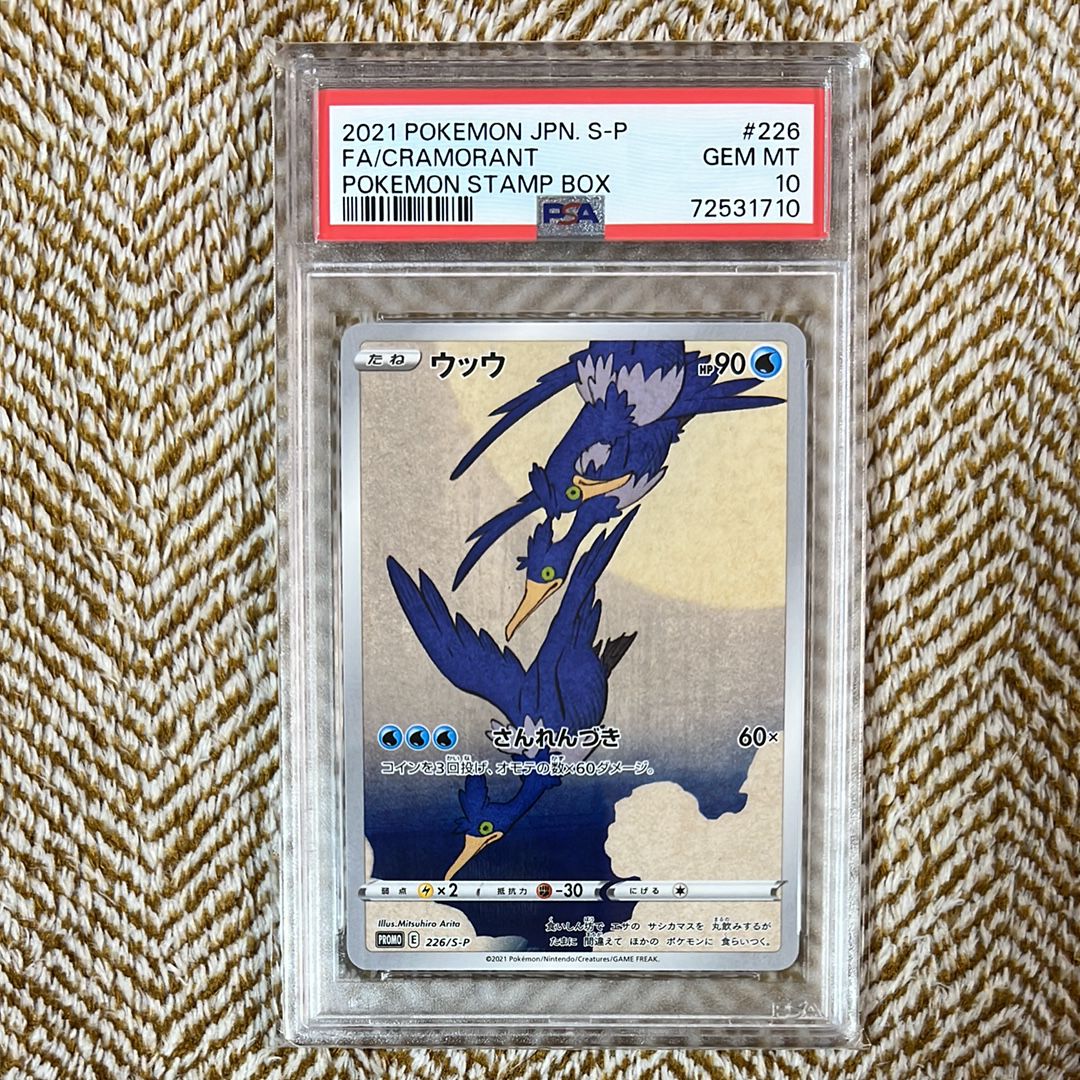 2021 POKEMON JPN. S-P #226
FA/CRAMORANT GEM MT
POKEMON STAMP BOX 10
PSA 72531710
たね ウッウ HP90
さんれんづき 60×
コインを3回投げ、オモテの数×60ダメージ。
弱点 ×2 抵抗力 -30 にげる
Illus.Mitsuhiro Arita
食いしん坊で エサの サシカマスを 丸飲みするが
たまに 間違えて ほかの ポケモンに 食らいつく。
PROMO E 226/S-P
©2021 Pokémon/Nintendo/Creatures/GAME FREAK.